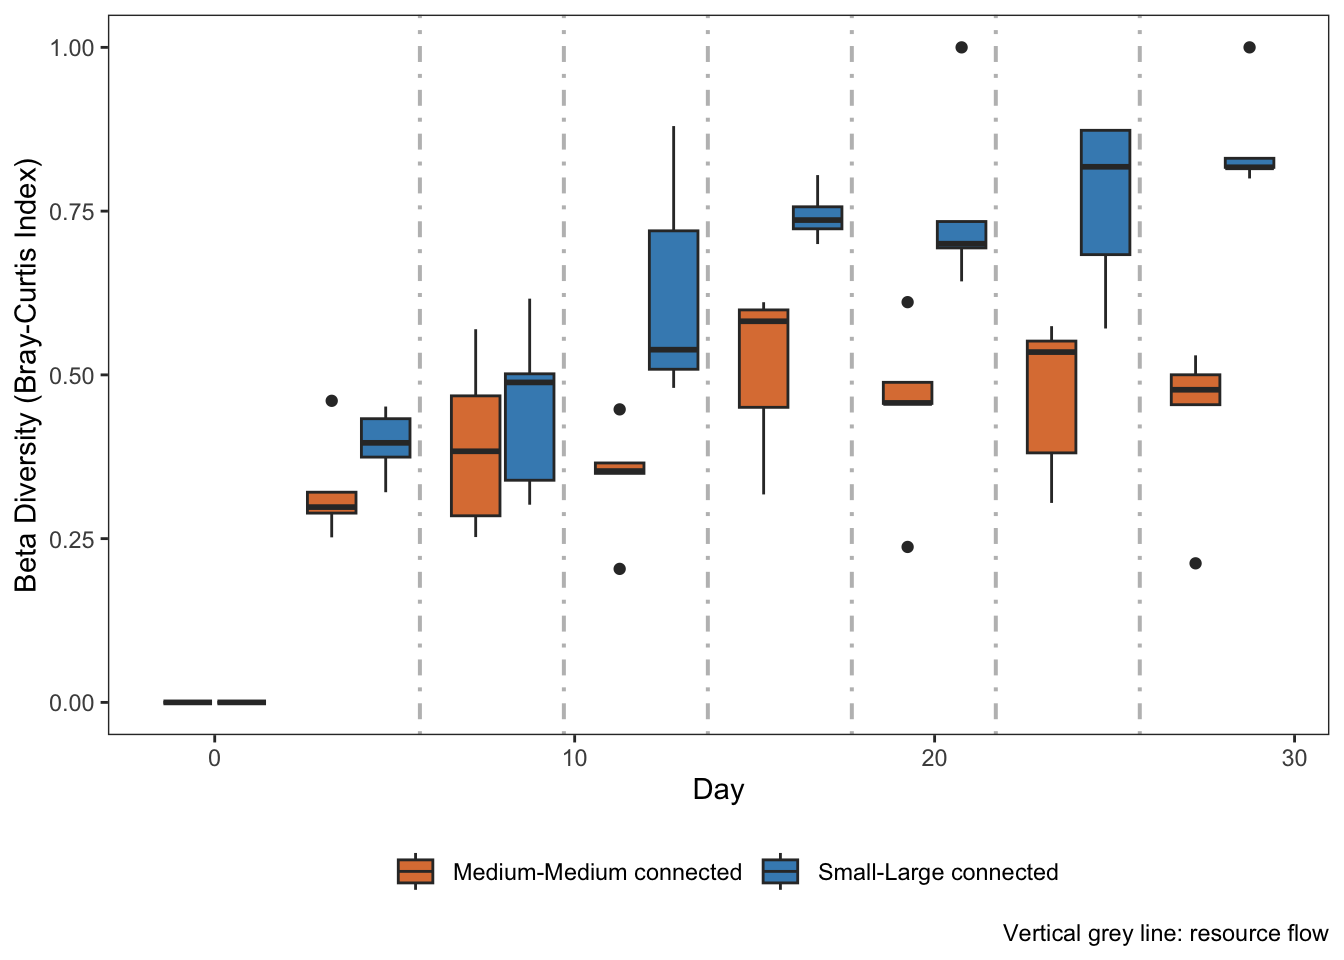 Beta Diversity (Bray-Curtis Index)
1.00
0.75
0.50
0.25
0.00
0 10 20 30
Day
Medium-Medium connected Small-Large connected
Vertical grey line: resource flow